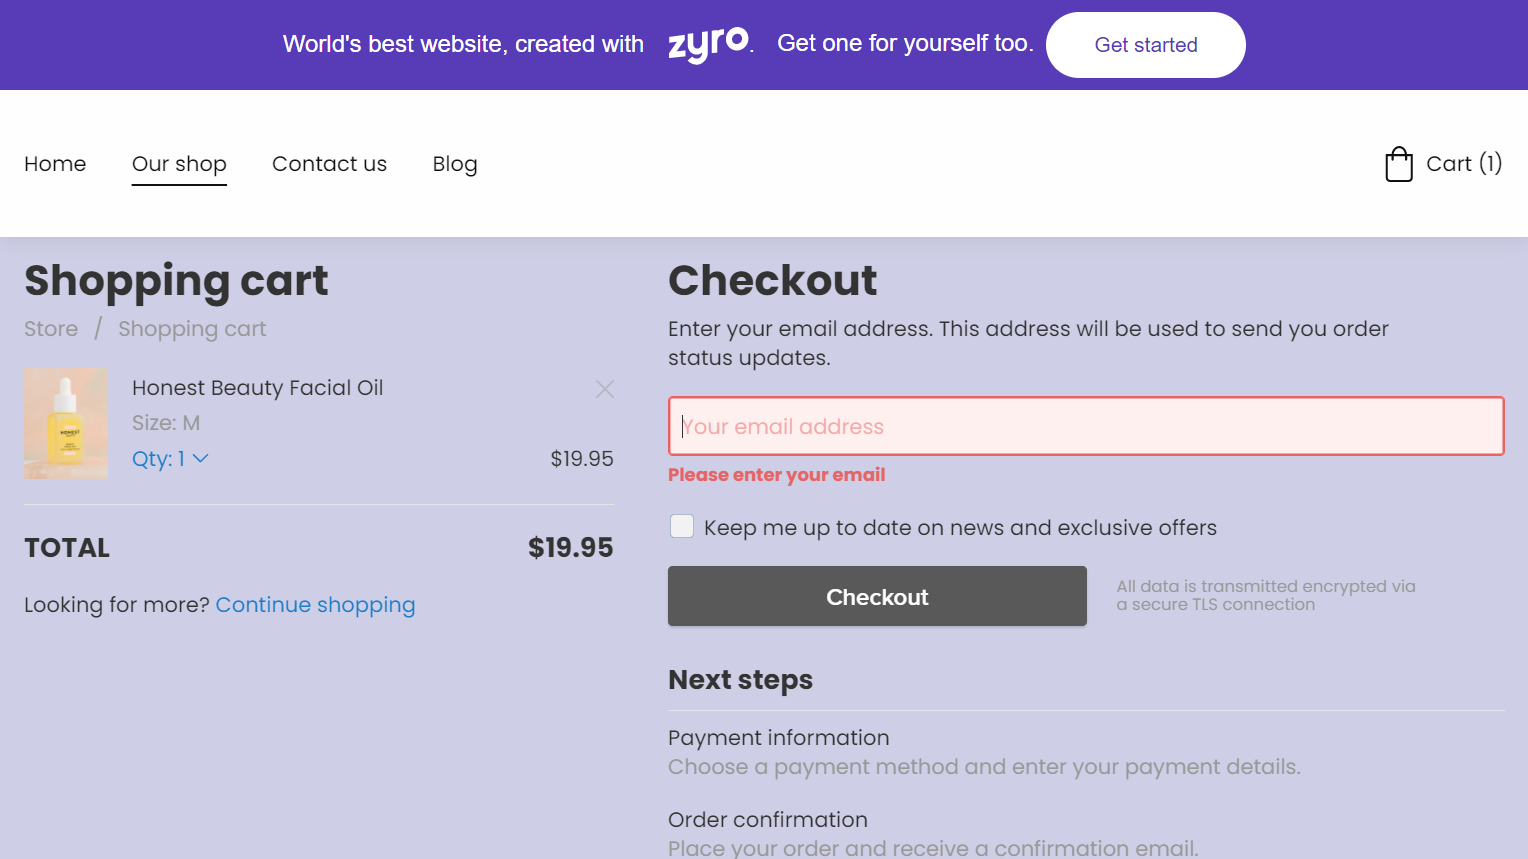 World's best website, created with zyro. Get one for yourself too. Get started
Home Our shop Contact us Blog Cart (1)
Shopping cart
Store / Shopping cart
Honest Beauty Facial Oil
Size: M
Qty: 1 $19.95
HONEST
TOTAL $19.95
Looking for more? Continue shopping
Checkout
Enter your email address. This address will be used to send you order
status updates.
Your email address
Please enter your email
Keep me up to date on news and exclusive offers
Checkout
All data is transmitted encrypted via
a secure TLS connection
Next steps
Payment information
Choose a payment method and enter your payment details.
Order confirmation
Place your order and receive a confirmation email.